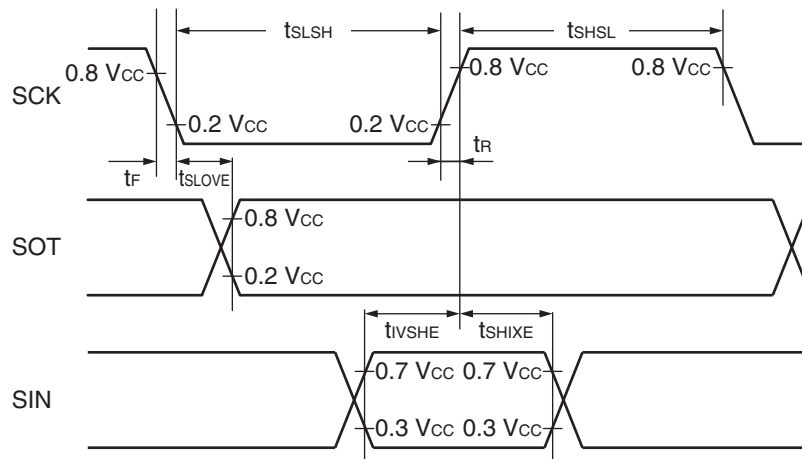 tSLSH tSHSL
0.8 VCC 0.8 VCC 0.8 VCC
SCK
0.2 VCC 0.2 VCC
tF tSLOVE tR
0.8 VCC
SOT
0.2 VCC
tIVSHE tSHIXE
0.7 VCC 0.7 VCC
SIN
0.3 VCC 0.3 VCC